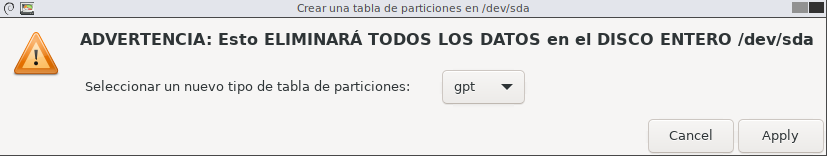 Crear una tabla de particiones en /dev/sda
ADVERTENCIA: Esto ELIMINARÁ TODOS LOS DATOS en el DISCO ENTERO /dev/sda
Seleccionar un nuevo tipo de tabla de particiones: gpt
Cancel Apply